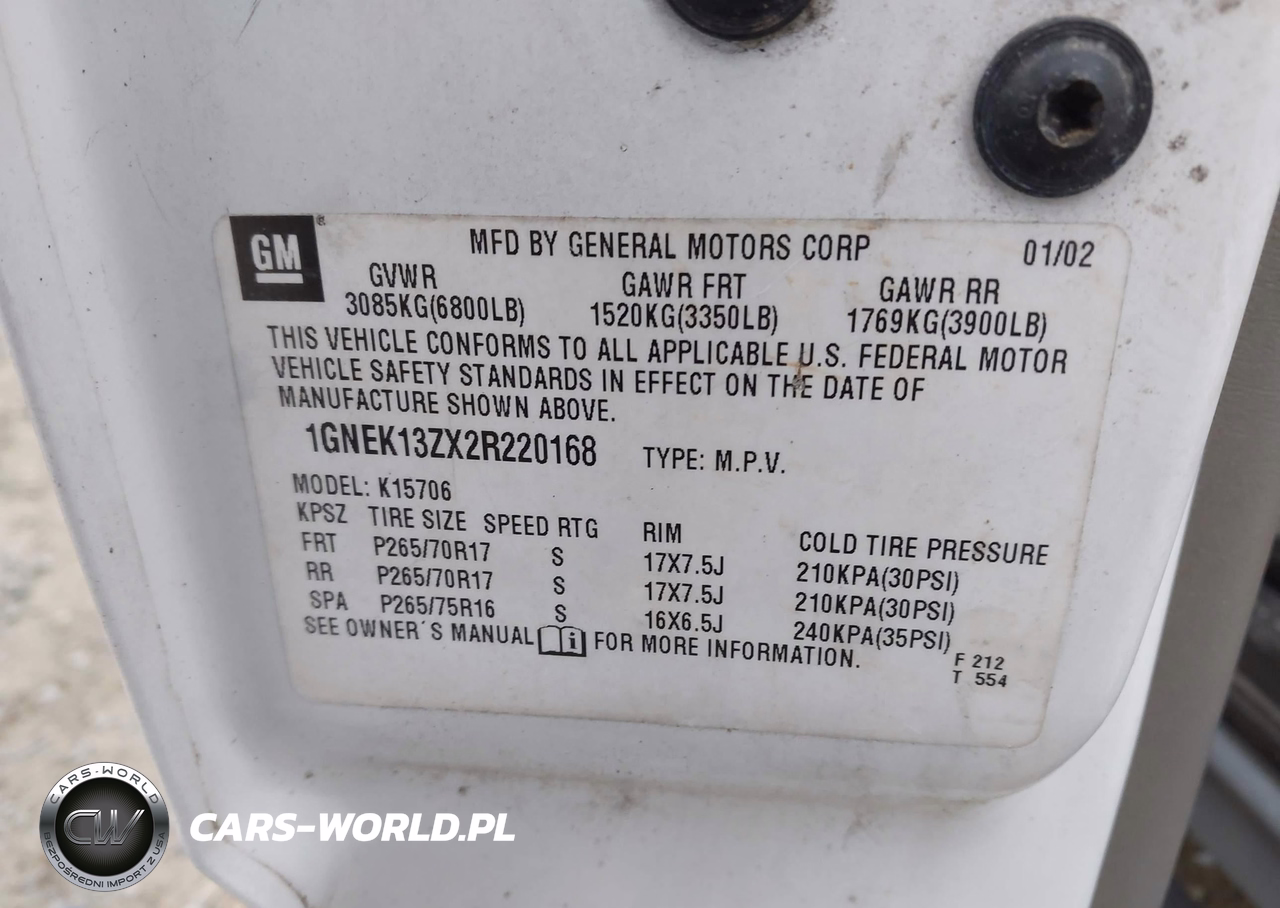 GM
MFD BY GENERAL MOTORS CORP 01/02
GVWR GAWR FRT GAWR RR
3085KG(6800LB) 1520KG(3350LB) 1769KG(3900LB)
THIS VEHICLE CONFORMS TO ALL APPLICABLE U.S. FEDERAL MOTOR
VEHICLE SAFETY STANDARDS IN EFFECT ON THE DATE OF
MANUFACTURE SHOWN ABOVE.
1GNEK13ZX2R220168 TYPE: M.P.V.
MODEL: K15706
KPSZ TIRE SIZE SPEED RTG RIM COLD TIRE PRESSURE
FRT P265/70R17 S 17X7.5J 210KPA(30PSI)
RR P265/70R17 S 17X7.5J 210KPA(30PSI)
SPA P265/75R16 S 16X6.5J 240KPA(35PSI)
SEE OWNER´S MANUAL FOR MORE INFORMATION.
F 212
T 554
CARS-WORLD
CW
BEZPOŚREDNI IMPORT Z USA
CARS-WORLD.PL